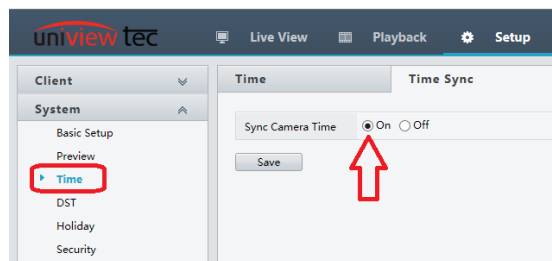 uniview tec
Live View
Playback
Setup
Client
System
Basic Setup
Preview
Time
DST
Holiday
Security
Time
Time Sync
Sync Camera Time
On
Off
Save